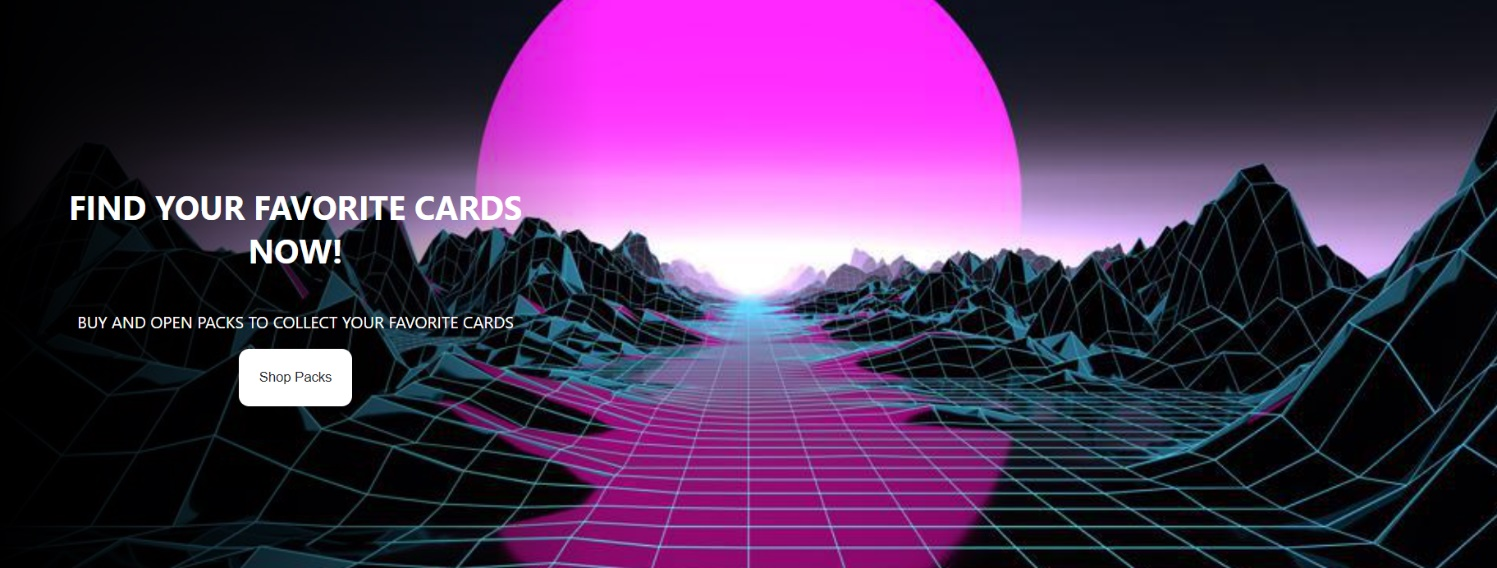 FIND YOUR FAVORITE CARDS
NOW!
BUY AND OPEN PACKS TO COLLECT YOUR FAVORITE CARDS
Shop Packs